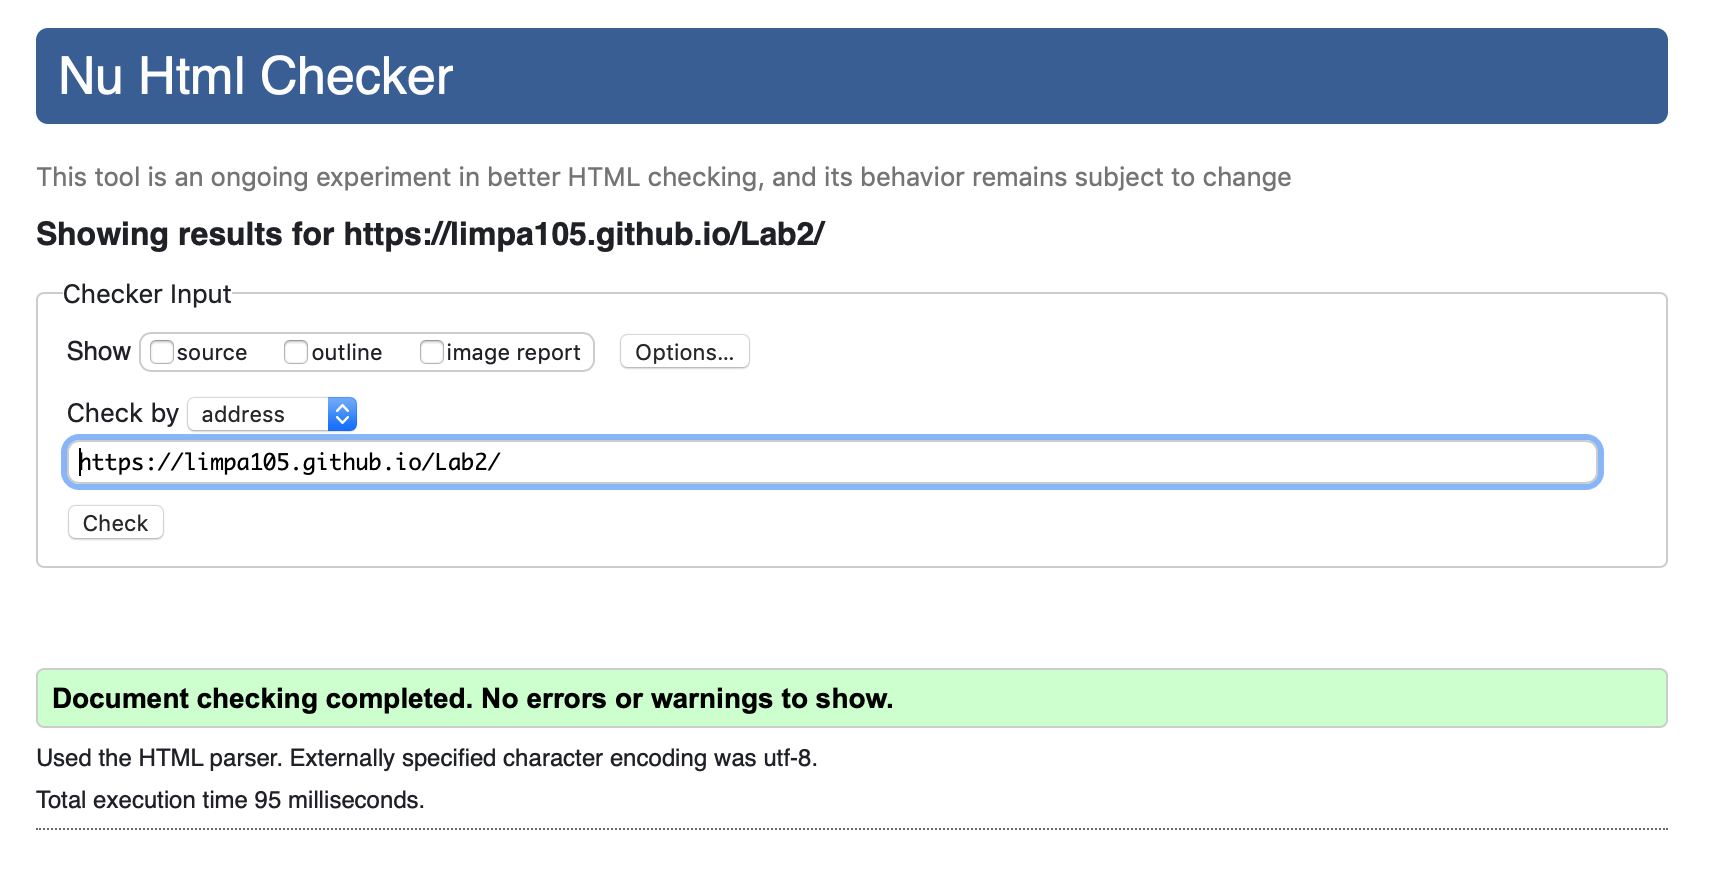 Nu Html Checker
This tool is an ongoing experiment in better HTML checking, and its behavior remains subject to change
Showing results for https://limpa105.github.io/Lab2/
Checker Input
Show source outline image report Options...
Check by address
https://limpa105.github.io/Lab2/
Check
Document checking completed. No errors or warnings to show.
Used the HTML parser. Externally specified character encoding was utf-8.
Total execution time 95 milliseconds.